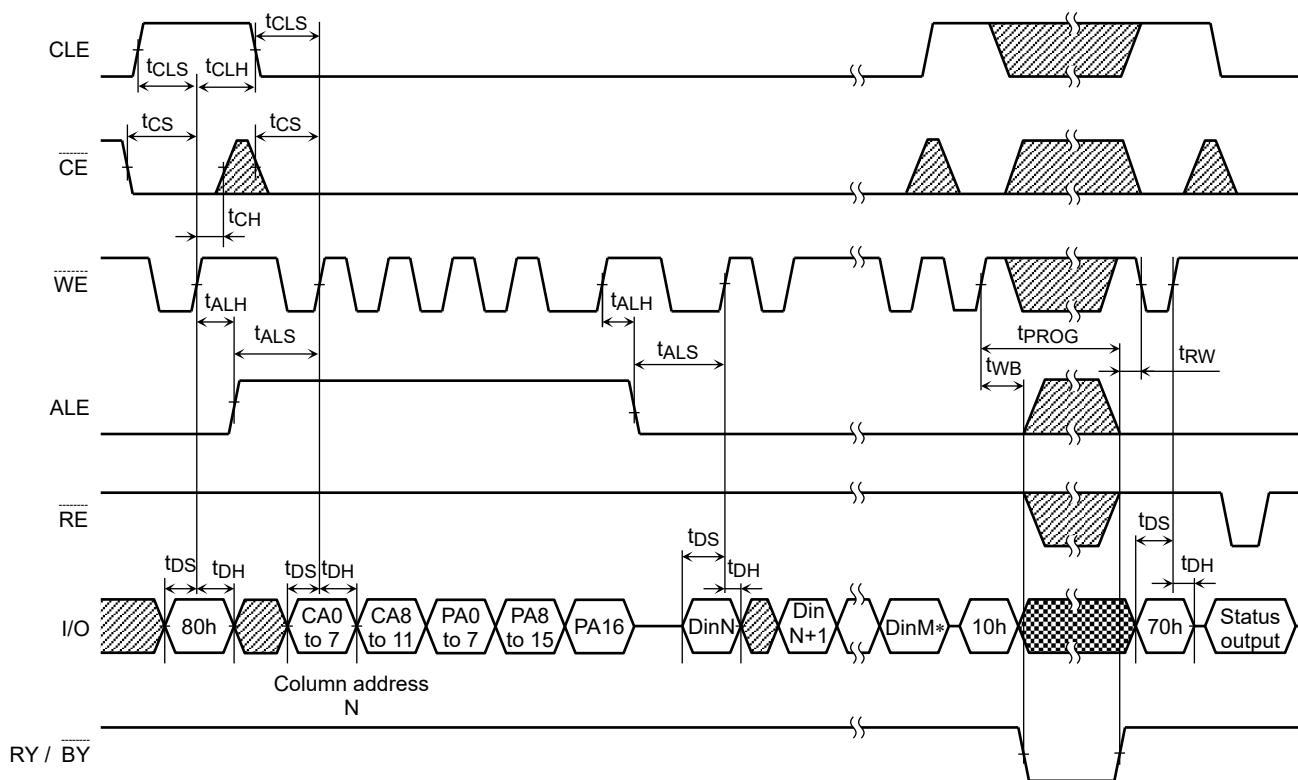 CLE
tCLS
tCLS
tCLH
CE
tCS
tCS
tCH
WE
tALH
tALS
tALH
tALS
tPROG
tWB
tRW
ALE
RE
tDS
tDH
tDS
tDH
tDS
tDH
tDS
tDH
I/O
80h
CA0
to 7
CA8
to 11
PA0
to 7
PA8
to 15
PA16
DinN
Din
N+1
DinM*
10h
70h
Status
output
Column address
N
RY / BY